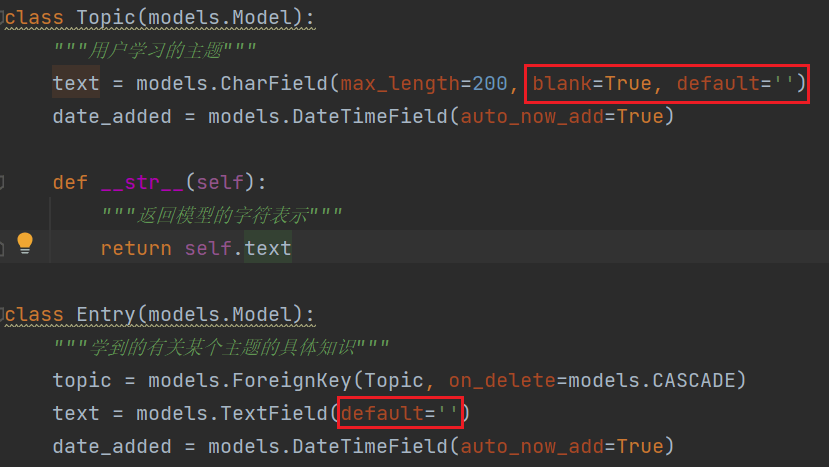 class Topic(models.Model):
    """用户学习的主题"""
    text = models.CharField(max_length=200, blank=True, default='')
    date_added = models.DateTimeField(auto_now_add=True)
    def __str__(self):
        """返回模型的字符表示"""
        return self.text
class Entry(models.Model):
    """学到的有关某个主题的具体知识"""
    topic = models.ForeignKey(Topic, on_delete=models.CASCADE)
    text = models.TextField(default='')
    date_added = models.DateTimeField(auto_now_add=True)